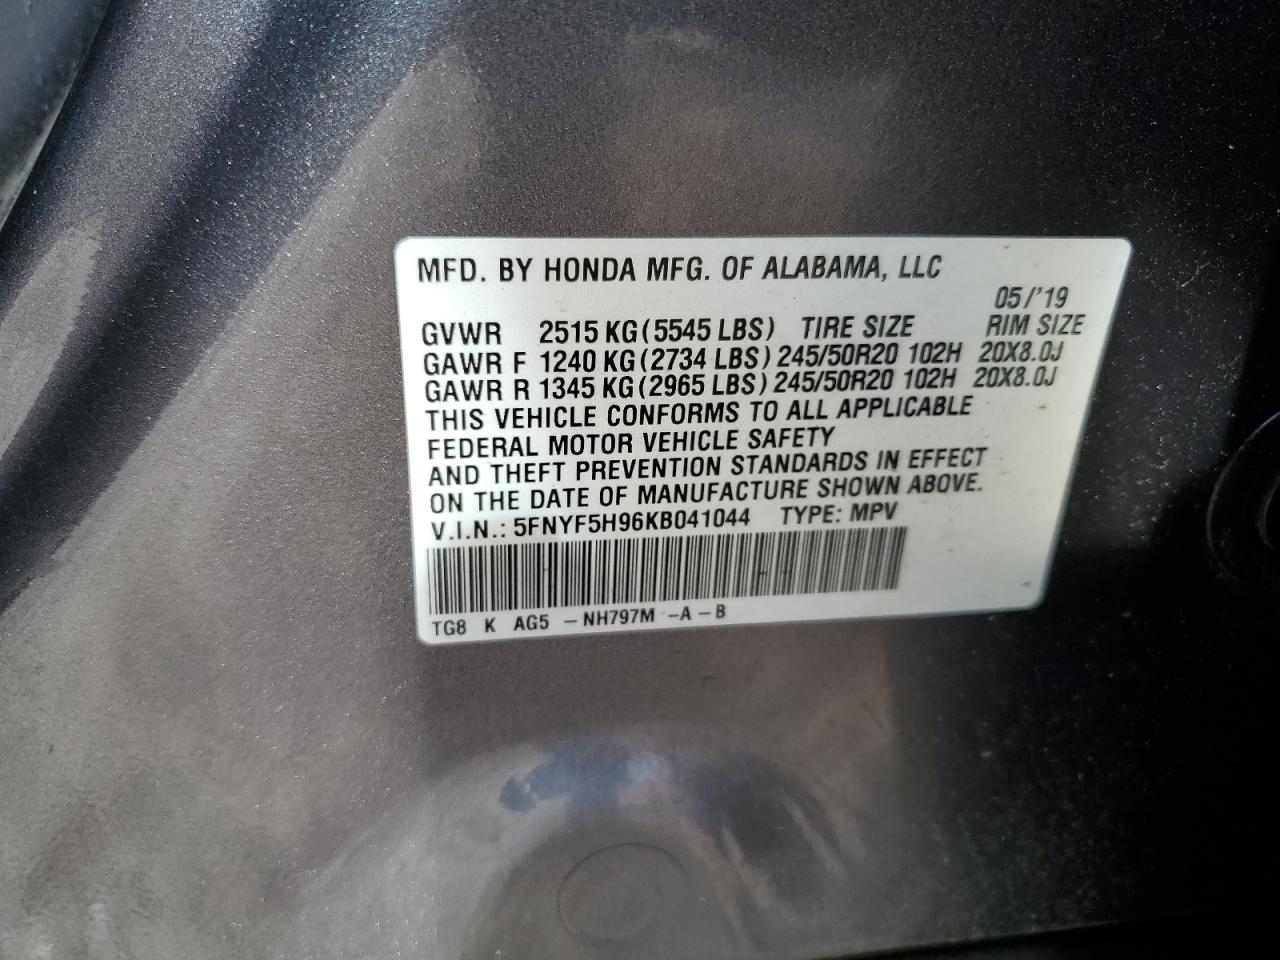 MFD. BY HONDA MFG. OF ALABAMA, LLC
05/'19
GVWR 2515 KG (5545 LBS) TIRE SIZE RIM SIZE
GAWR F 1240 KG (2734 LBS) 245/50R20 102H 20X8.0J
GAWR R 1345 KG (2965 LBS) 245/50R20 102H 20X8.0J
THIS VEHICLE CONFORMS TO ALL APPLICABLE
FEDERAL MOTOR VEHICLE SAFETY
AND THEFT PREVENTION STANDARDS IN EFFECT
ON THE DATE OF MANUFACTURE SHOWN ABOVE.
V.I.N.: 5FNYF5H96KB041044 TYPE: MPV
TG8 K AG5 -NH797M -A-B